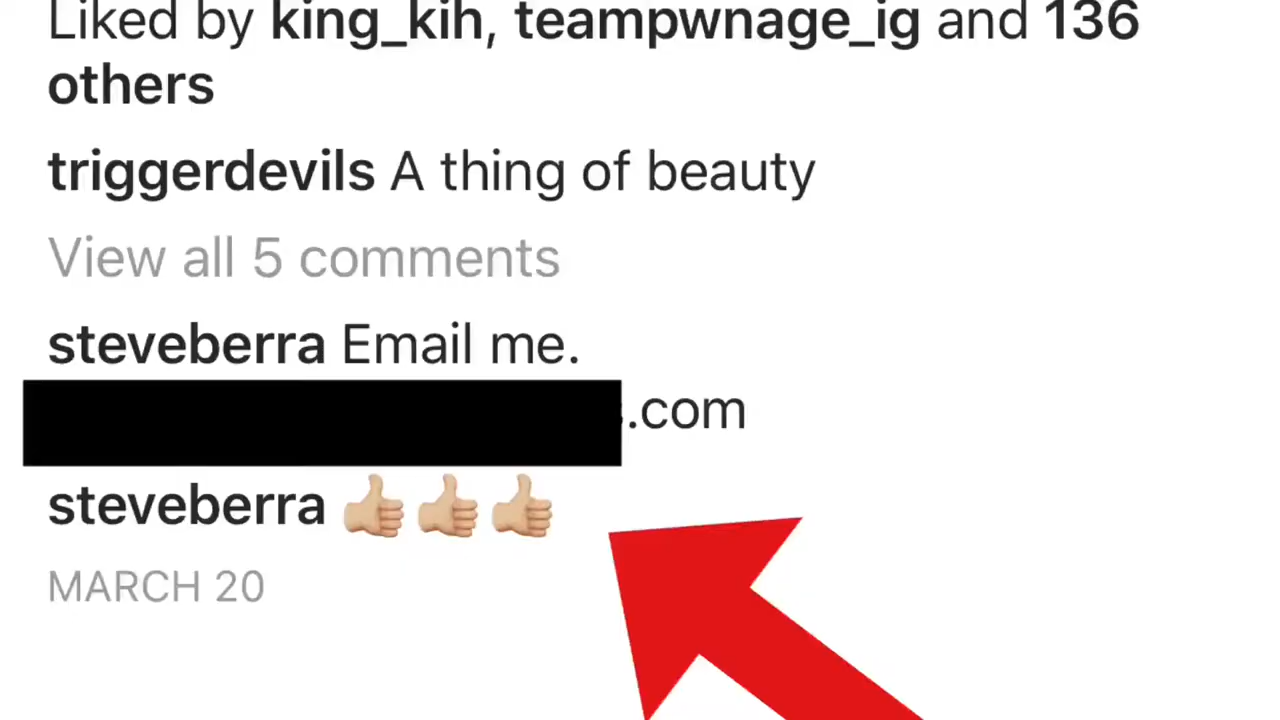 Liked by king_kih, teampwnage_ig and 136
others
triggerdevils A thing of beauty
View all 5 comments
steveberra Email me.
.com
steveberra 👍🏼👍🏼👍🏼
MARCH 20